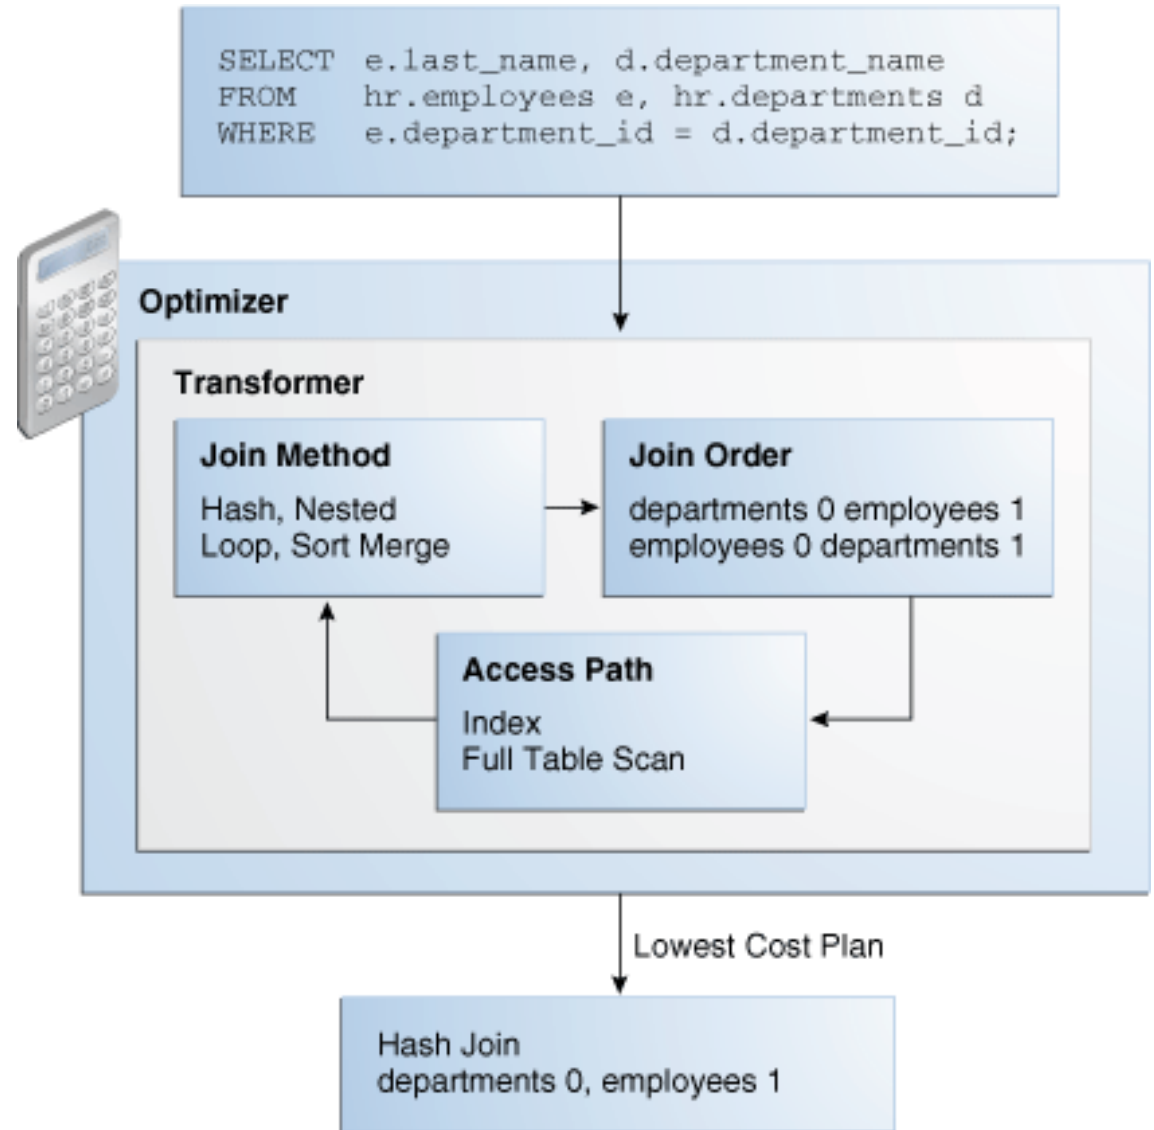 SELECT e.last_name, d.department_name
FROM hr.employees e, hr.departments d
WHERE e.department_id = d.department_id;
Optimizer
Transformer
Join Method
Hash, Nested
Loop, Sort Merge
Join Order
departments 0 employees 1
employees 0 departments 1
Access Path
Index
Full Table Scan
Lowest Cost Plan
Hash Join
departments 0, employees 1